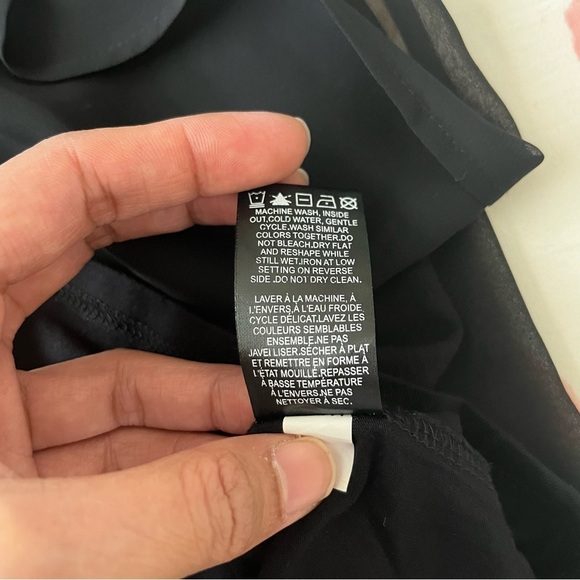 MACHINE WASH, INSIDE
OUT.COLD WATER, GENTLE
CYCLE.WASH SIMILAR
COLORS TOGETHER.DO
NOT BLEACH.DRY FLAT
AND RESHAPE WHILE
STILL WET.IRON AT LOW
SETTING ON REVERSE
SIDE .DO NOT DRY CLEAN.
LAVER À LA MACHINE, À
L'ENVERS,À L'EAU FROIDE.
CYCLE DÉLICAT.LAVEZ LES
COULEURS SEMBLABLES
ENSEMBLE.NE PAS
JAVELLISER.SÉCHER À PLAT
ET REMETTRE EN FORME À
L'ÉTAT MOUILLÉ.REPASSER
À BASSE TEMPÉRATURE
À L'ENVERS.NE PAS
NETTOYER À SEC.